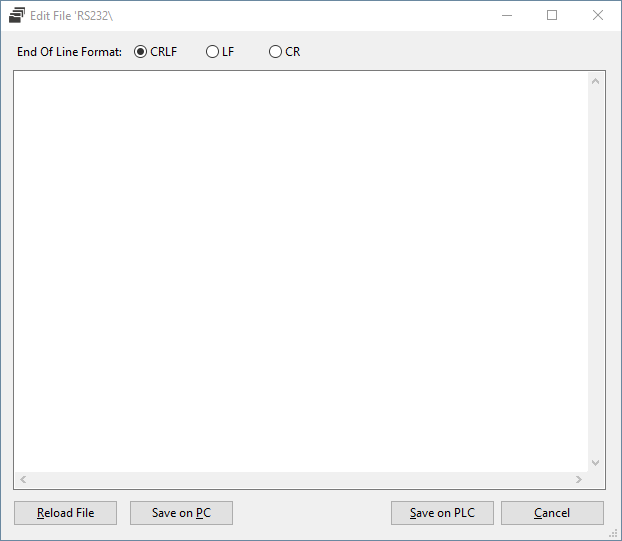 Edit File 'RS232\
End Of Line Format: CRLF LF CR
Reload File Save on PC Save on PLC Cancel